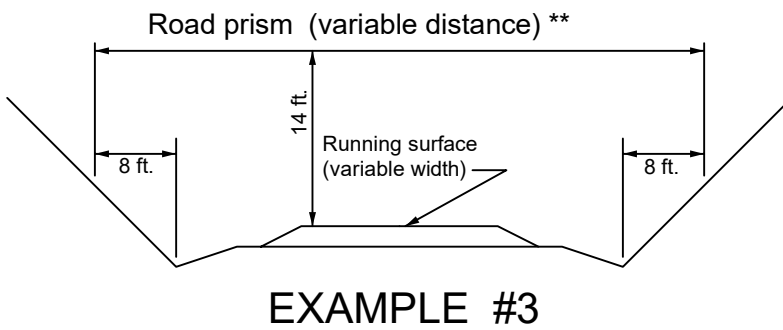 Road prism (variable distance) **
14 ft.
Running surface
(variable width)
8 ft.
8 ft.
EXAMPLE #3